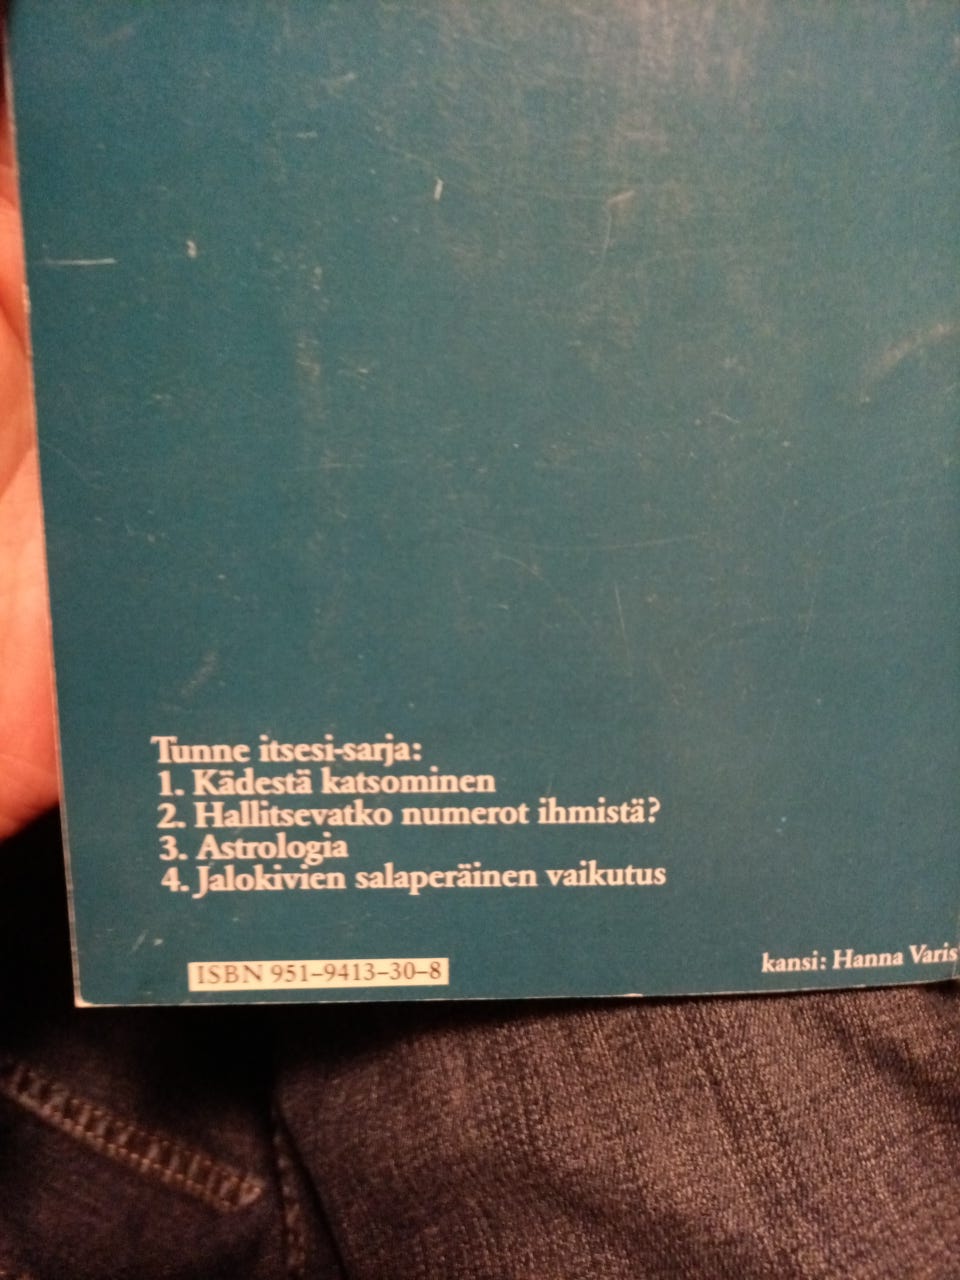 Tunne itsesi-sarja:
1. Kädestä katsominen
2. Hallitsevatko numerot ihmistä?
3. Astrologia
4. Jalokivien salaperäinen vaikutus
ISBN 951–9413–30–8
kansi: Hanna Varis